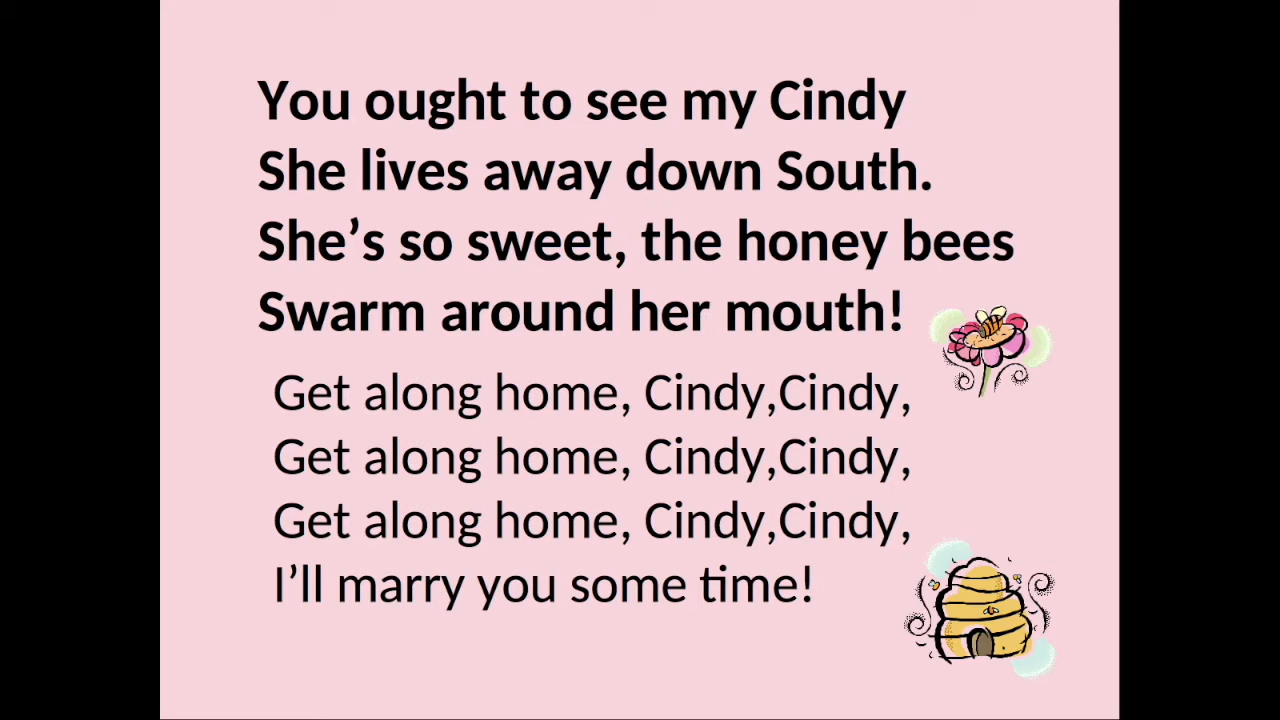 You ought to see my Cindy
She lives away down South.
She’s so sweet, the honey bees
Swarm around her mouth!
Get along home, Cindy,Cindy,
Get along home, Cindy,Cindy,
Get along home, Cindy,Cindy,
I’ll marry you some time!